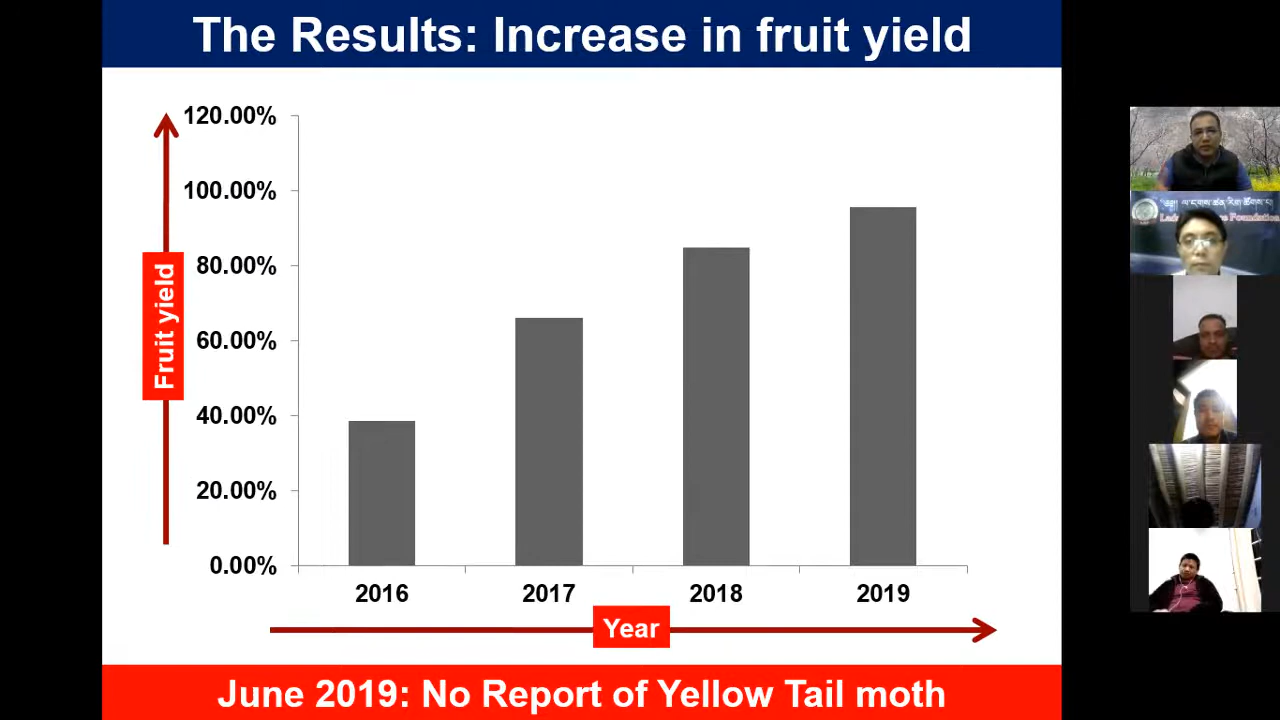 The Results: Increase in fruit yield
120.00%
100.00%
80.00%
60.00%
40.00%
20.00%
0.00%
Fruit yield
2016 2017 2018 2019
Year
June 2019: No Report of Yellow Tail moth
Foundation